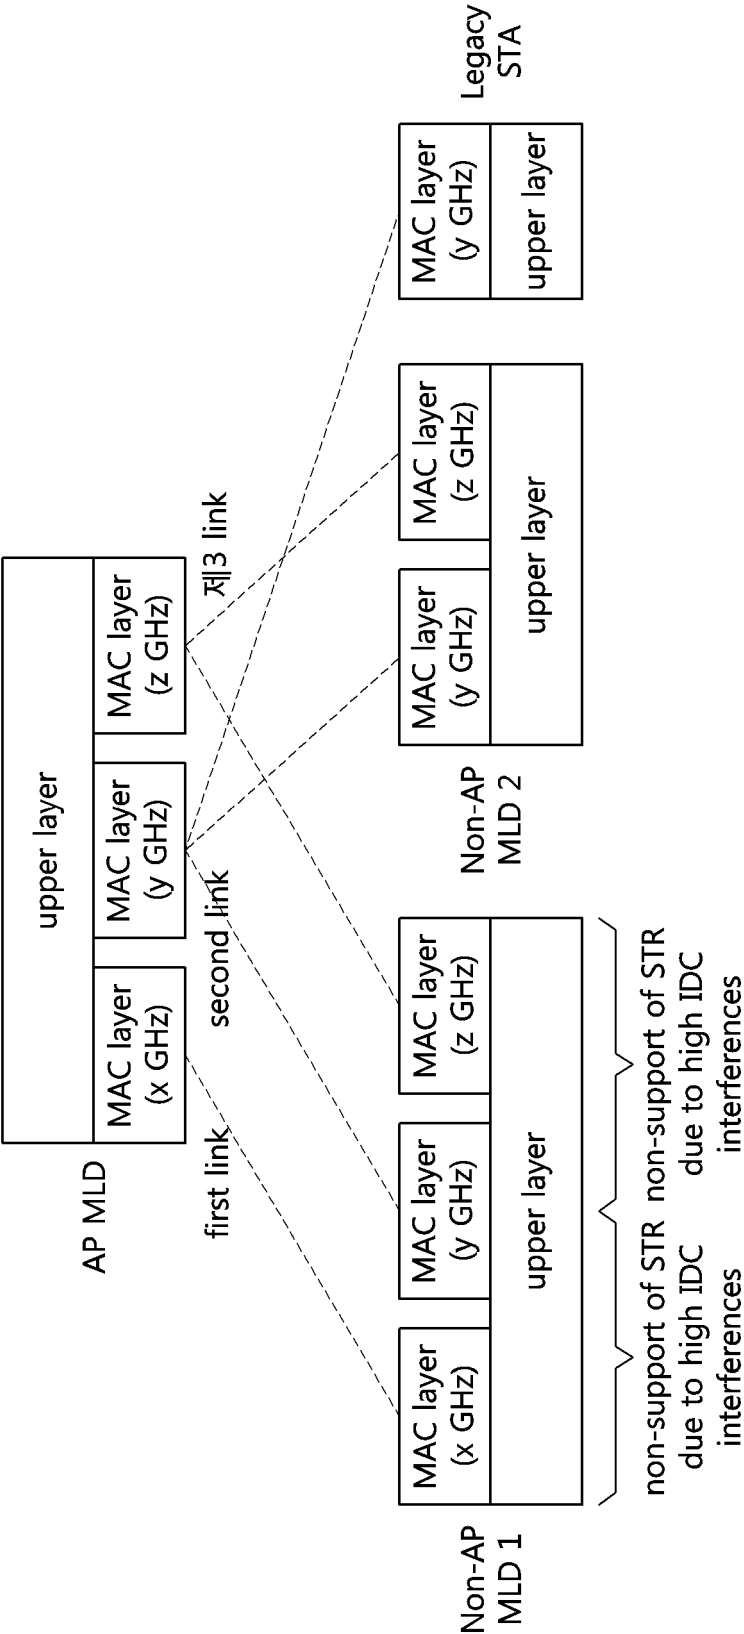 AP MLD
upper layer
MAC layer
(x GHz)
MAC layer
(y GHz)
MAC layer
(z GHz)
first link
second link
제3 link
Non-AP
MLD 1
MAC layer
(x GHz)
MAC layer
(y GHz)
MAC layer
(z GHz)
upper layer
non-support of STR
due to high IDC
interferences
non-support of STR
due to high IDC
interferences
Non-AP
MLD 2
MAC layer
(y GHz)
MAC layer
(z GHz)
upper layer
Legacy
STA
MAC layer
(y GHz)
upper layer